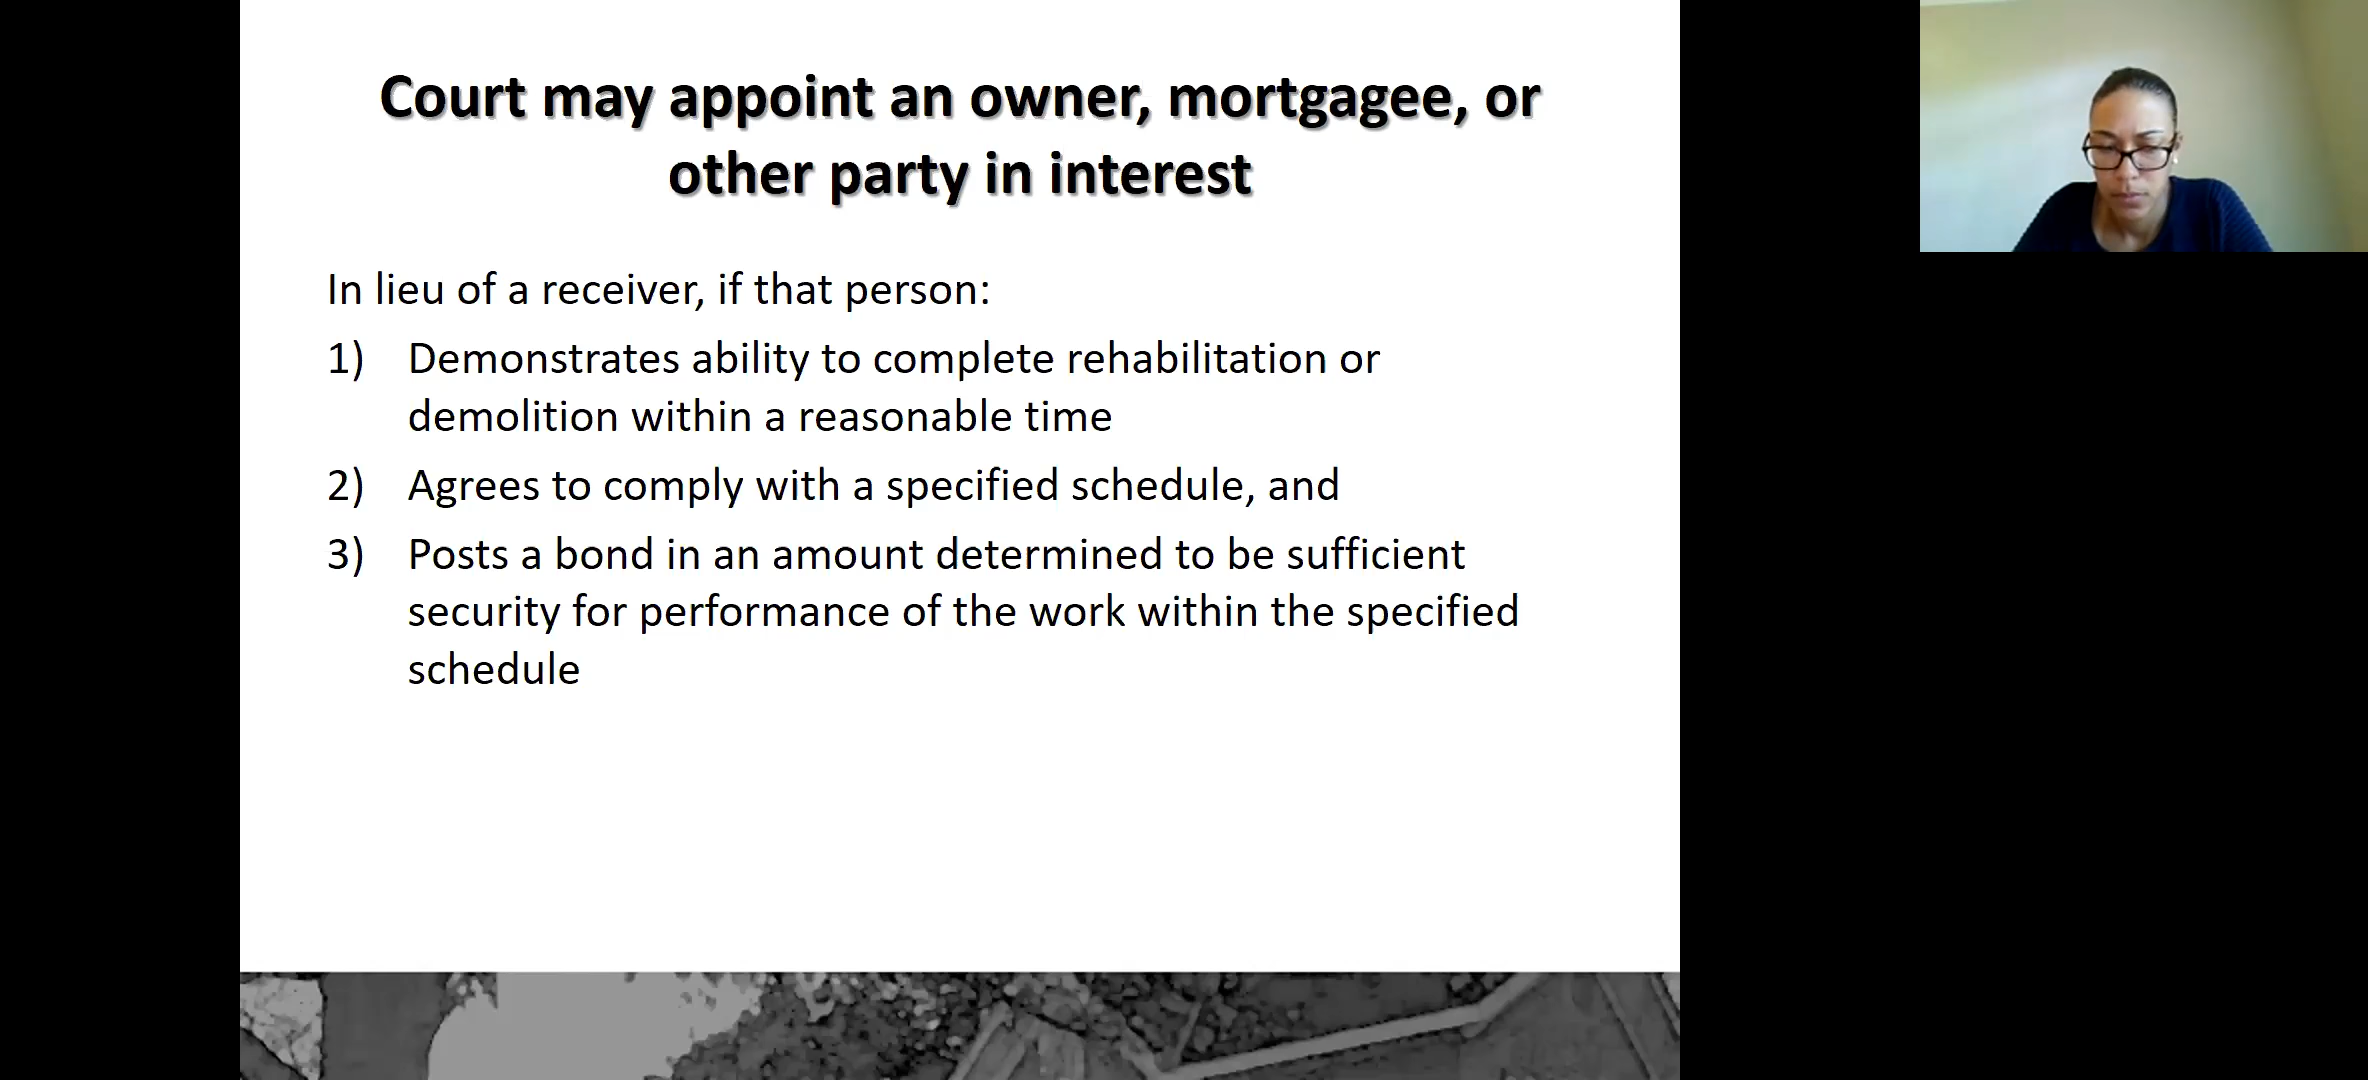 Court may appoint an owner, mortgagee, or
other party in interest
In lieu of a receiver, if that person:
1) Demonstrates ability to complete rehabilitation or
demolition within a reasonable time
2) Agrees to comply with a specified schedule, and
3) Posts a bond in an amount determined to be sufficient
security for performance of the work within the specified
schedule